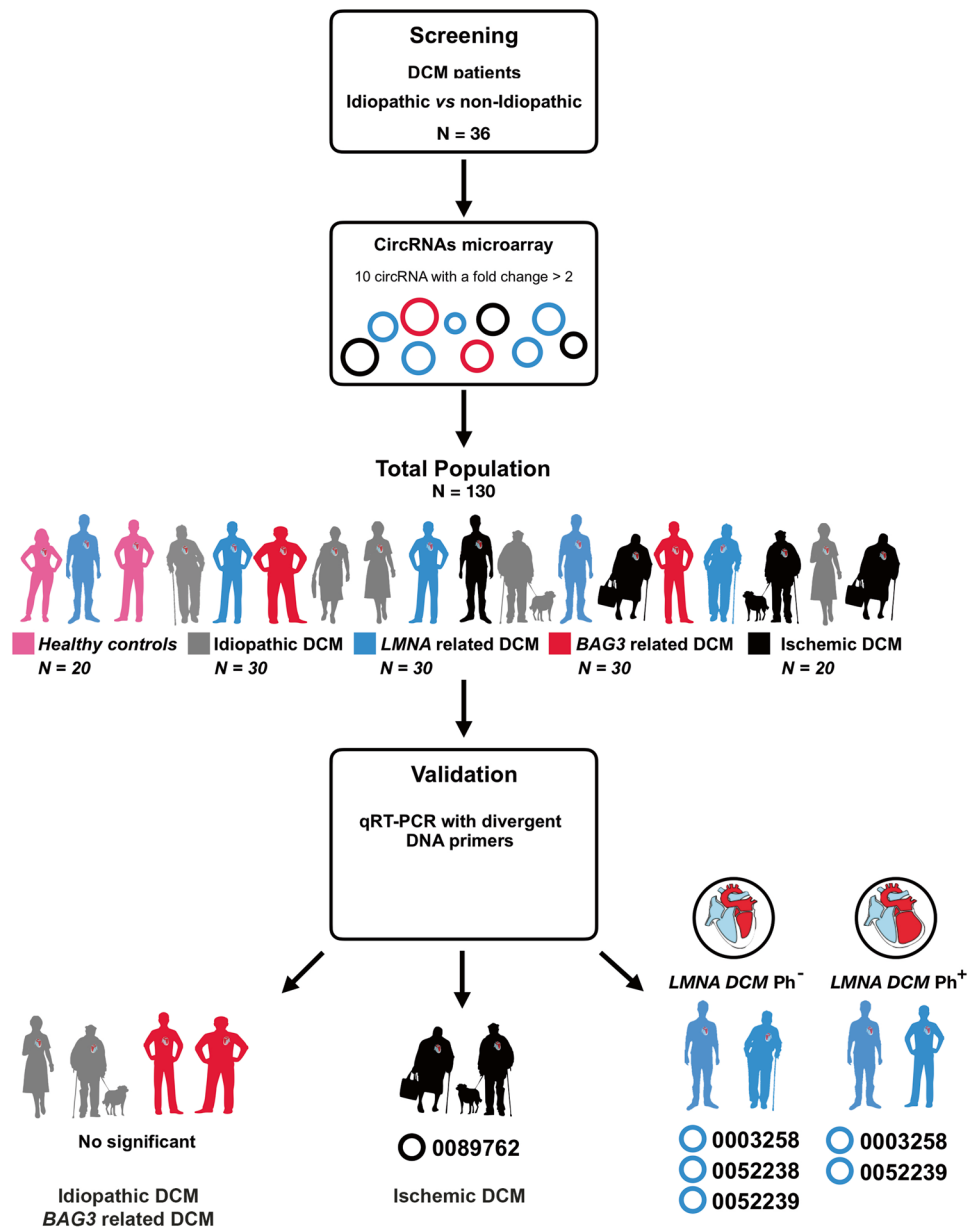 Screening
DCM patients
Idiopathic vs non-Idiopathic
N = 36
CircRNAs microarray
10 circRNA with a fold change > 2
Total Population
N = 130
Healthy controls
N = 20
Idiopathic DCM
N = 30
LMNA related DCM
N = 30
BAG3 related DCM
N = 30
Ischemic DCM
N = 20
Validation
qRT-PCR with divergent
DNA primers
LMNA DCM Ph⁻
LMNA DCM Ph⁺
No significant
Idiopathic DCM
BAG3 related DCM
0089762
Ischemic DCM
0003258
0052238
0052239
0003258
0052239